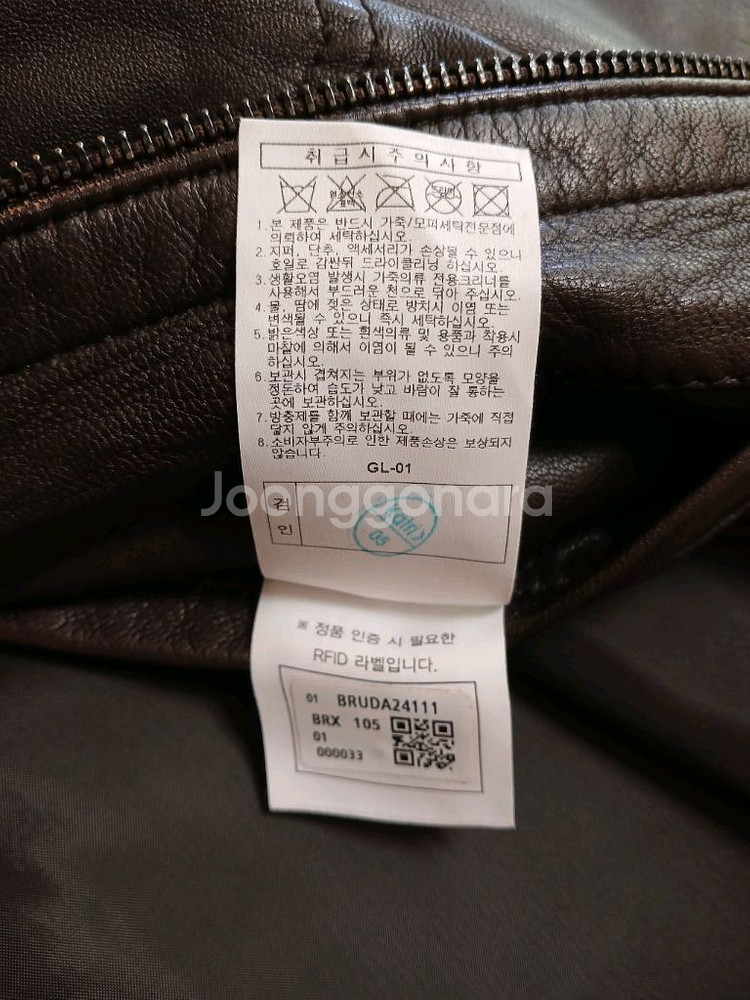 취급시주의사항
1. 본 제품은 반드시 가죽/모피세탁전문점에
의뢰하여 세탁하십시오.
2. 지퍼, 단추, 액세서리가 손상될 수 있으니
호일로 감싼뒤 드라이클리닝 하십시오.
3. 생활오염 발생시 가죽의류 전용크리너를
사용해서 부드러운 천으로 닦아 주십시오.
4. 물, 땀에 젖은 상태로 방치시 이염 또는
변색될 수 있으니 즉시 세탁하십시오.
5. 밝은색상 또는 흰색의류 및 용품과 착용시
마찰에 의해서 이염이 될 수 있으니 주의
하십시오.
6. 보관시 겹쳐지는 부위가 없도록 모양을
정돈하여 습도가 낮고 바람이 잘 통하는
곳에 보관하십시오.
7. 방충제를 함께 보관할 때에는 가죽에 직접
닿지 않게 주의하십시오.
8. 소비자부주의로 인한 제품손상은 보상되지
않습니다.
GL-01
Joonggonara
검인
05
※ 정품 인증 시 필요한
RFID 라벨입니다.
01 BRUDA24111
BRX 105
01
000033